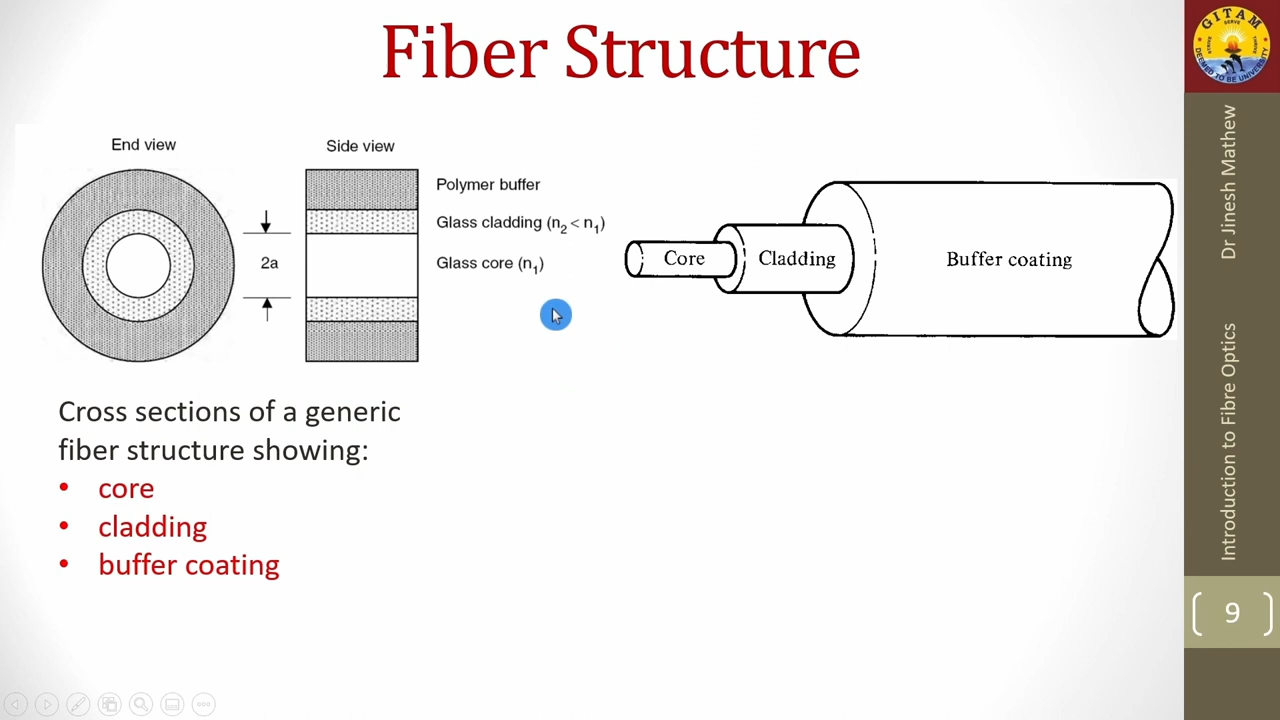 Fiber Structure
End view
Side view
Polymer buffer
Glass cladding (n2 < n1)
2a
Glass core (n1)
Core
Cladding
Buffer coating
Cross sections of a generic
fiber structure showing:
• core
• cladding
• buffer coating
GITAM
SERVE
DEEMED TO BE UNIVERSITY
Dr Jinesh Mathew
Introduction to Fibre Optics
9